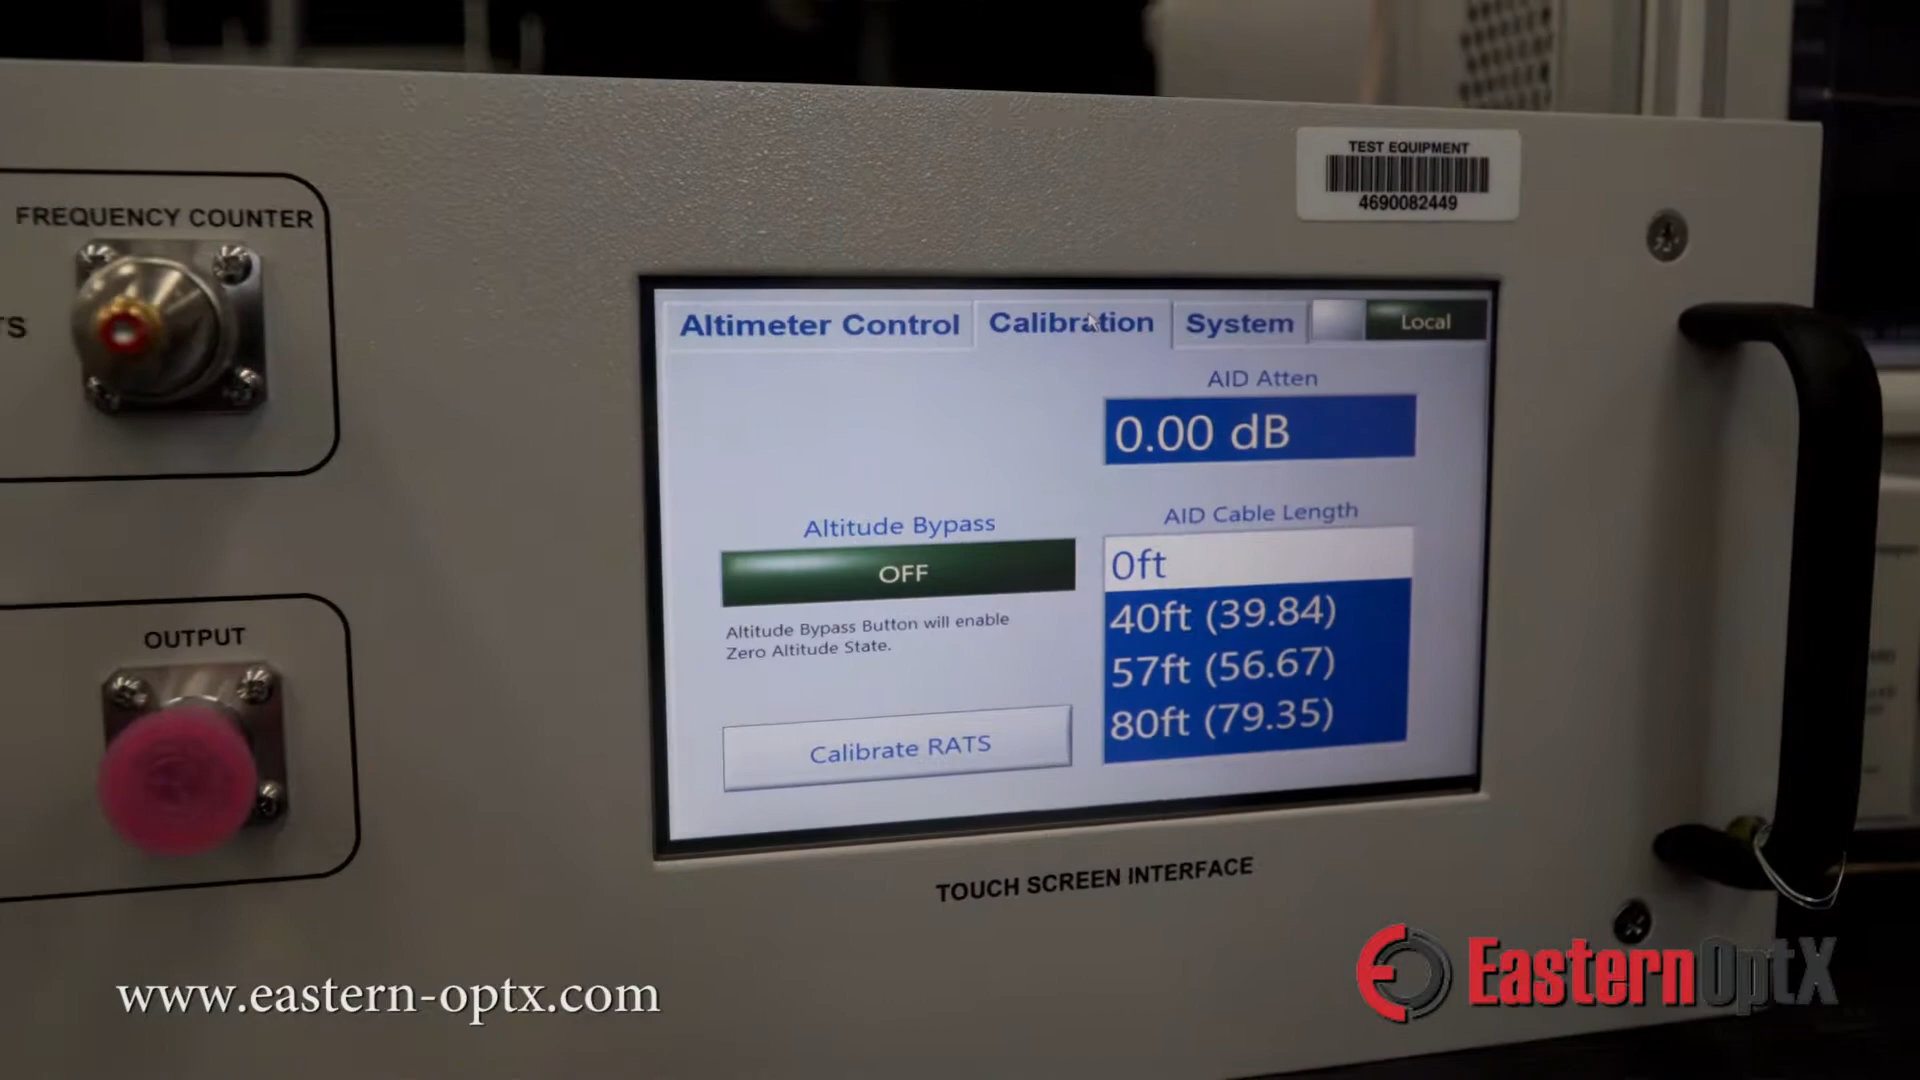 TEST EQUIPMENT
4690082449
FREQUENCY COUNTER
TS
Altimeter Control
Calibration
System
Local
AID Atten
0.00 dB
Altitude Bypass
OFF
Altitude Bypass Button will enable
Zero Altitude State.
Calibrate RATS
AID Cable Length
0ft
40ft (39.84)
57ft (56.67)
80ft (79.35)
OUTPUT
TOUCH SCREEN INTERFACE
www.eastern-optx.com
EasternOptX